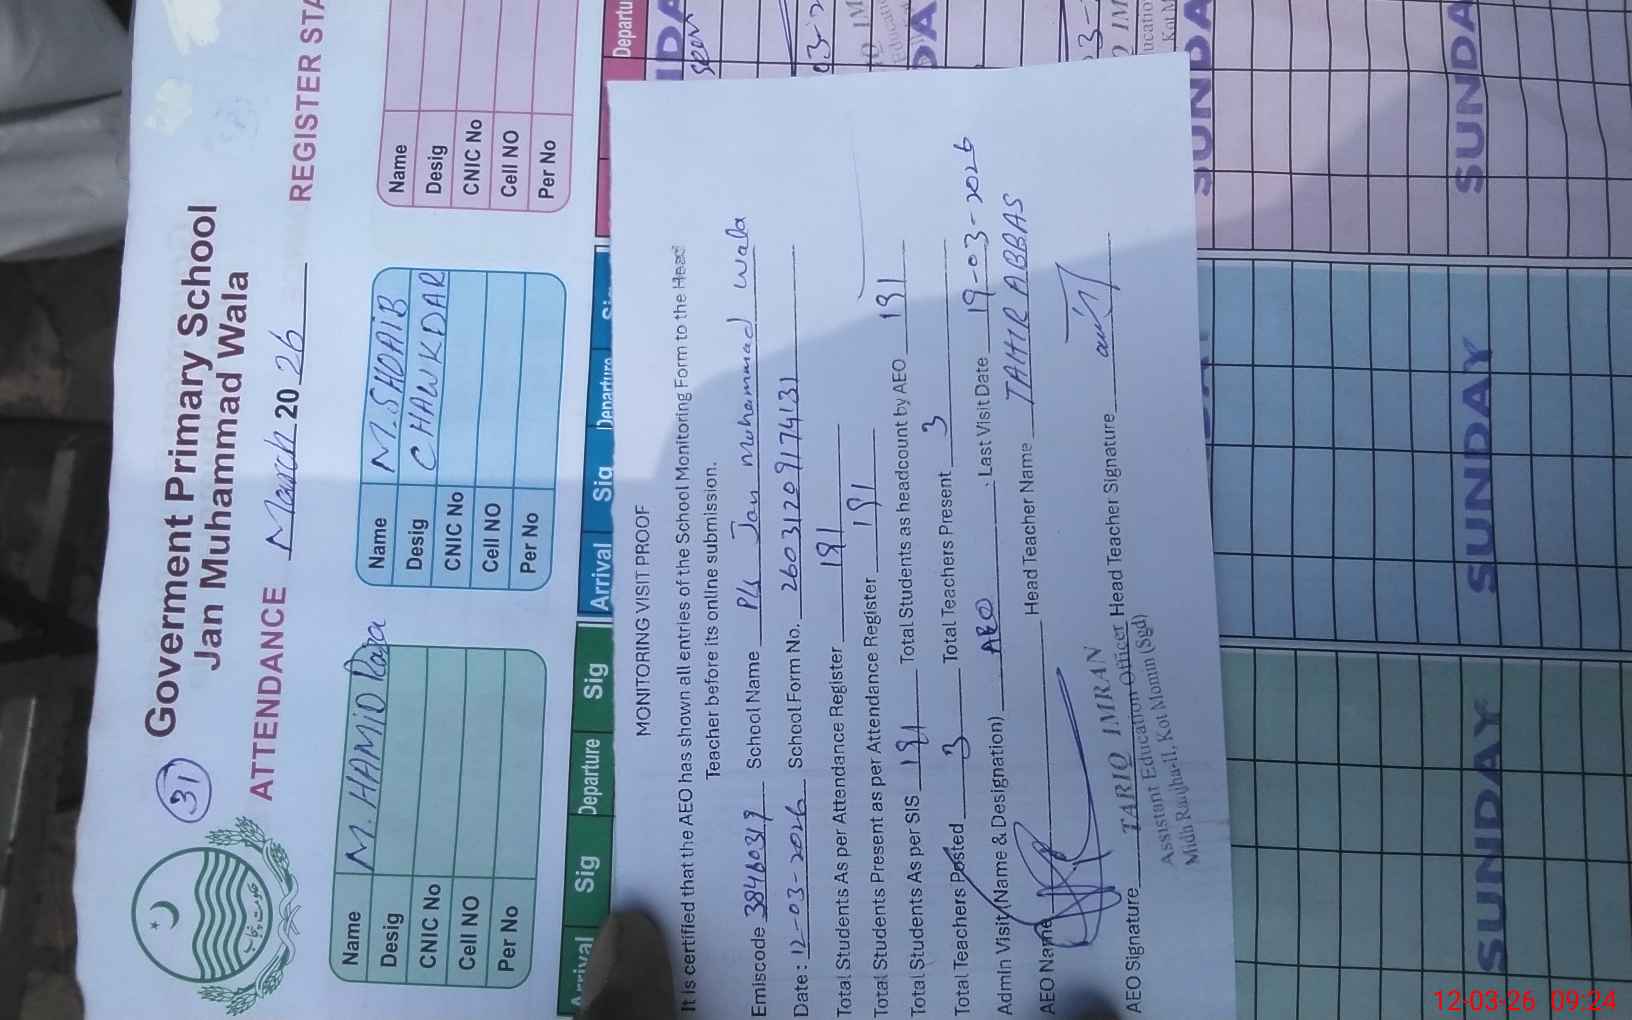 Goverment Primary School
Jan Muhammad Wala
31
ATTENDANCE March 2026 REGISTER STA
Name M. HAMID Raza
Desig
CNIC No
Cell NO
Per No
Name M. SHOAIB
Desig CHAWKDAR
CNIC No
Cell NO
Per No
Name
Desig
CNIC No
Cell NO
Per No
Arrival Sig Departure Sig Arrival Sig Departure Departu
MONITORING VISIT PROOF
It is certified that the AEO has shown all entries of the School Monitoring Form to the Head
Teacher before its online submission.
Emiscode 38460319 School Name P/s Jan Muhammad Wala
Date : 12-03-2026 School Form No. 26031209174131
Total Students As per Attendance Register 191
Total Students Present as per Attendance Register 191
Total Students As per SIS 191 Total Students as headcount by AEO 191
Total Teachers Posted 3 Total Teachers Present 3
Admin Visit (Name & Designation) AEO . Last Visit Date 19-03-2026
AEO Name Head Teacher Name TAHIR ABBAS
AEO Signature Head Teacher Signature
TARIQ IMRAN
Assistant Education Officer
Midh Ranjha-II, Kot Momin (Sgd)
SUNDAY SUNDAY SUNDA
12-03-26 09:24